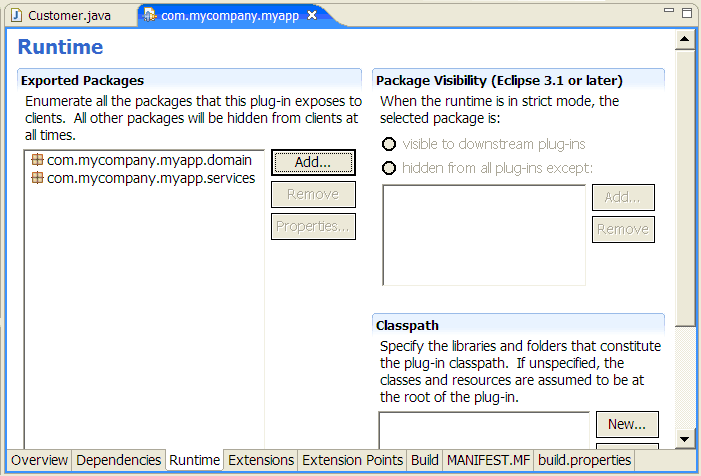 Customer.java
com.mycompany.myapp
Runtime
Exported Packages
Enumerate all the packages that this plug-in exposes to
clients. All other packages will be hidden from clients at
all times.
com.mycompany.myapp.domain
com.mycompany.myapp.services
Add...
Remove
Properties...
Package Visibility (Eclipse 3.1 or later)
When the runtime is in strict mode, the
selected package is:
visible to downstream plug-ins
hidden from all plug-ins except:
Add...
Remove
Classpath
Specify the libraries and folders that constitute
the plug-in classpath. If unspecified, the
classes and resources are assumed to be at
the root of the plug-in.
New...
Overview Dependencies Runtime Extensions Extension Points Build MANIFEST.MF build.properties